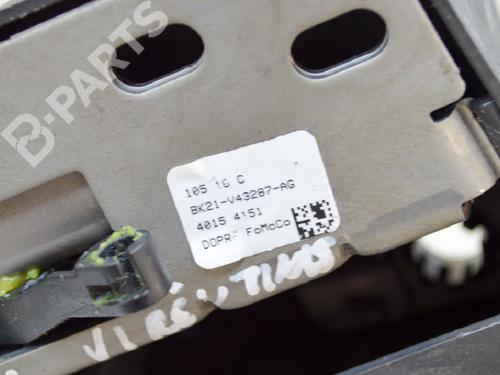 B-PARTS
105 16 C
BK21-V43287-AG
4015 4151
DOPR: FoMoCo